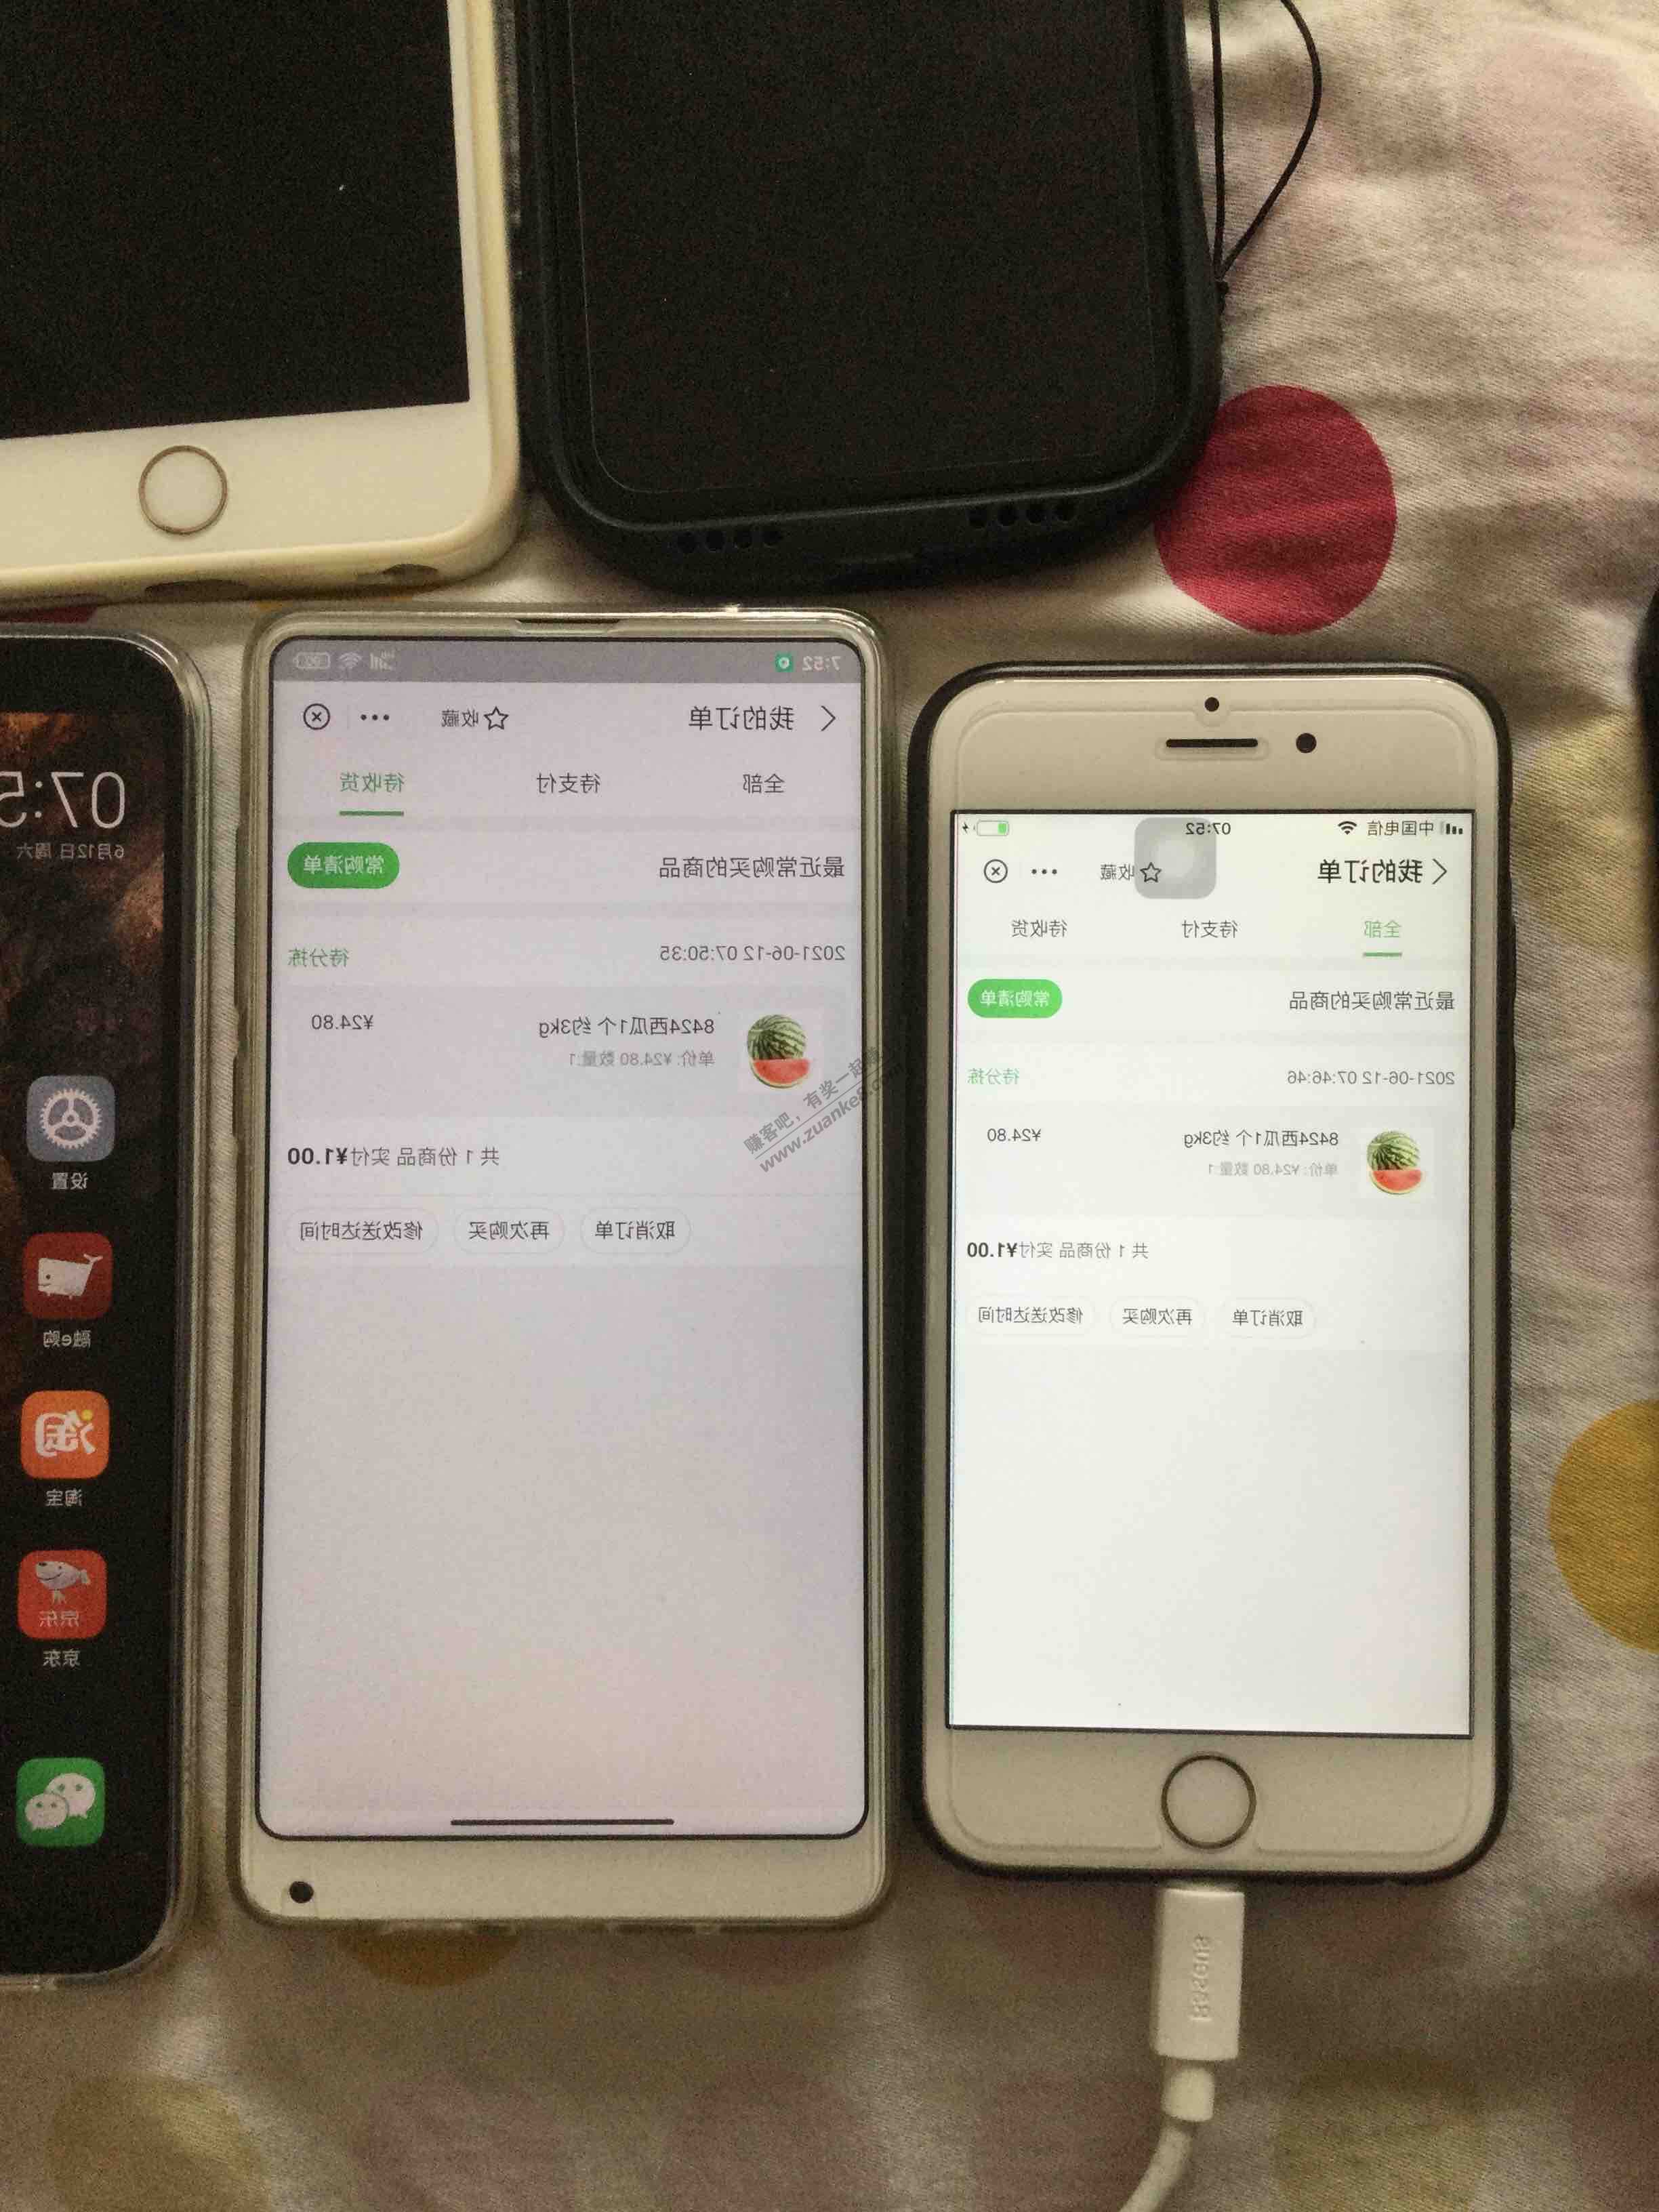 7:52
我的订单
收藏
全部 待支付 待收货
最近常购买的商品 常购清单
2021-06-12 07:50:35 待分拣
8424西瓜1个 约3kg ¥24.80
单价: ¥24.80 数量:1
共 1 份商品 实付¥1.00
取消订单 再次购买 修改送达时间
中国电信 07:52
我的订单
收藏
全部 待支付 待收货
最近常购买的商品 常购清单
2021-06-12 07:46:46 待分拣
8424西瓜1个 约3kg ¥24.80
单价: ¥24.80 数量:1
共 1 份商品 实付¥1.00
取消订单 再次购买 修改送达时间
07:5
6月12日 周六
设置
融e购
淘
淘宝
京东
京东
赚客吧，有奖一起赚
www.zuanke8.com
Baseus